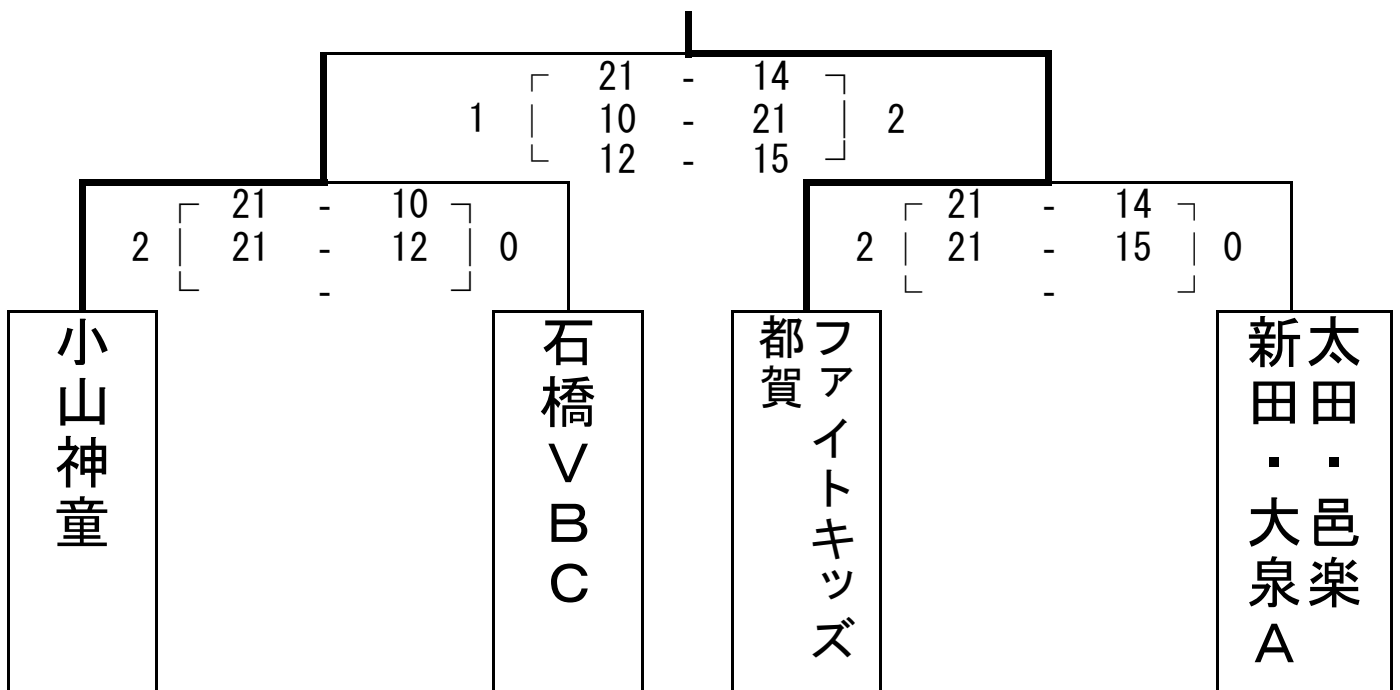 21 - 14
1 10 - 21 2
12 - 15
21 - 10
2 21 - 12 0
-
21 - 14
2 21 - 15 0
-
小山神童
石橋VBC
ファイトキッズ
都賀
太田・邑楽
新田・大泉A